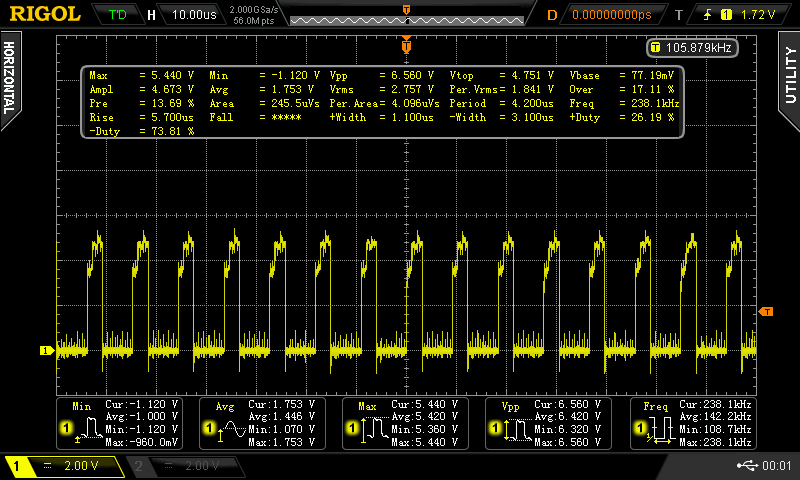 RIGOL T'D H 10.00us 2.000GSa/s 56.0M pts T D 0.00000000ps T 1 1.72 V
HORIZONTAL
UTILITY
T 105.879kHz
Max = 5.440 V Min = -1.120 V Vpp = 6.560 V Vtop = 4.751 V Vbase = 77.19mV
Ampl = 4.673 V Avg = 1.753 V Vrms = 2.757 V Per.Vrms= 1.841 V Over = 17.11 %
Pre = 13.69 % Area = 245.5uVs Per.Area= 4.096uVs Period = 4.200us Freq = 238.1kHz
Rise = 5.700us Fall = ***** +Width = 1.100us -Width = 3.100us +Duty = 26.19 %
-Duty = 73.81 %
T
1
T
Min Cur:-1.120 V Avg Cur:1.753 V Max Cur:5.440 V Vpp Cur:6.560 V Freq Cur:238.1kHz
Avg:-1.000 V Avg:1.446 V Avg:5.420 V Avg:6.420 V Avg:142.2kHz
1 Min:-1.120 V 1 Min:1.070 V 1 Min:5.360 V 1 Min:6.320 V 1 Min:108.7kHz
Max:-960.0mV Max:1.753 V Max:5.440 V Max:6.560 V Max:238.1kHz
1 2.00 V 2 2.00 V 00:01